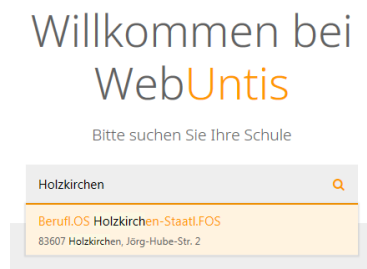 Willkommen bei
WebUntis
Bitte suchen Sie Ihre Schule
Holzkirchen
Berufl.OS Holzkirchen-Staatl.FOS
83607 Holzkirchen, Jörg-Hube-Str. 2